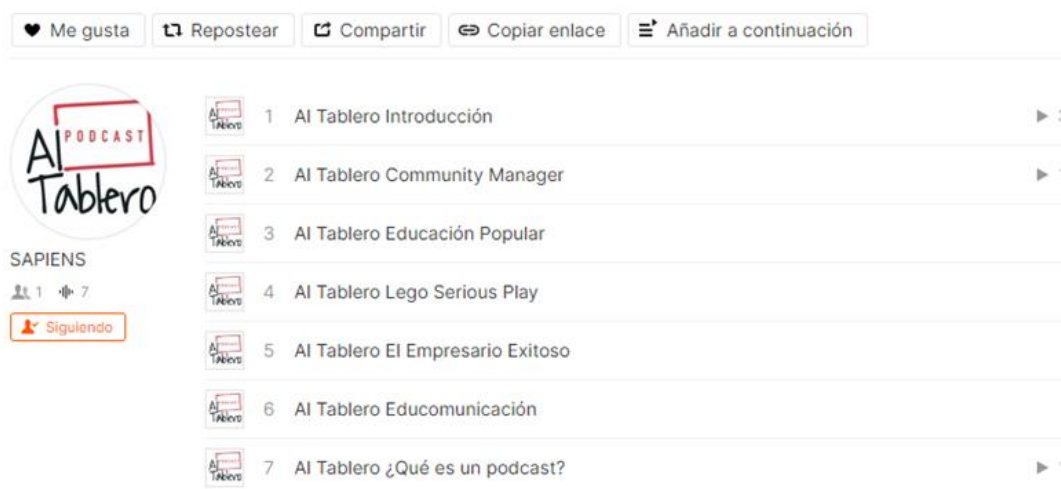 Me gusta
Repostear
Compartir
Copiar enlace
Añadir a continuación
PODCAST
Al
Tablero
SAPIENS
1 7
Siguiendo
1 Al Tablero Introducción
2 Al Tablero Community Manager
3 Al Tablero Educación Popular
4 Al Tablero Lego Serious Play
5 Al Tablero El Empresario Exitoso
6 Al Tablero Educomunicación
7 Al Tablero ¿Qué es un podcast?